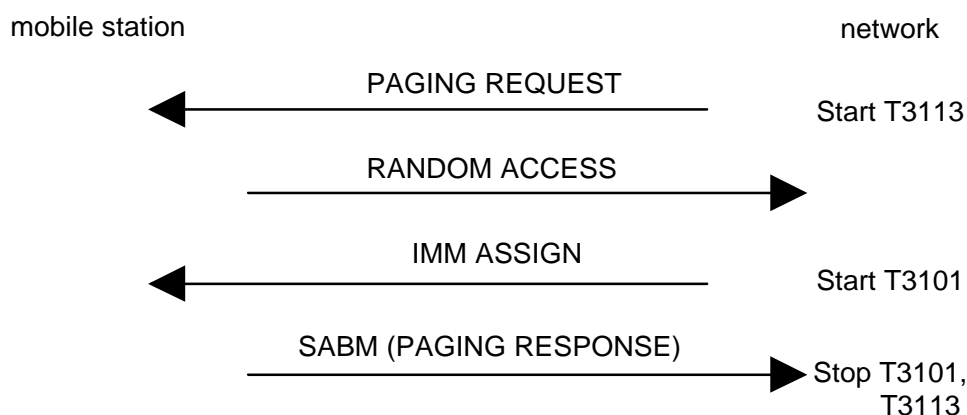 mobile station
network
PAGING REQUEST
Start T3113
RANDOM ACCESS
IMM ASSIGN
Start T3101
SABM (PAGING RESPONSE)
Stop T3101,
T3113